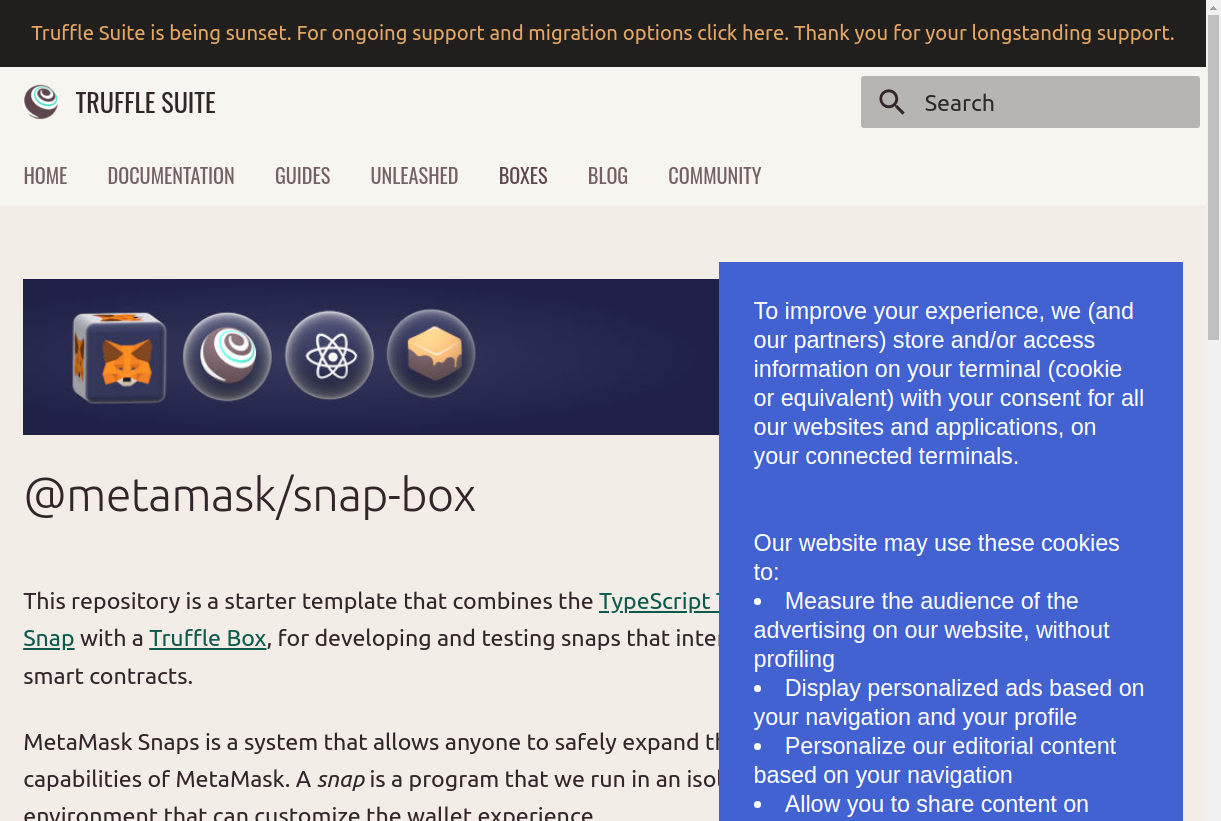 Truffle Suite is being sunset. For ongoing support and migration options click here. Thank you for your longstanding support.
TRUFFLE SUITE
Search
HOME
DOCUMENTATION
GUIDES
UNLEASHED
BOXES
BLOG
COMMUNITY
@metamask/snap-box
This repository is a starter template that combines the TypeScript
Snap with a Truffle Box, for developing and testing snaps that
smart contracts.
MetaMask Snaps is a system that allows anyone to safely expand
capabilities of MetaMask. A snap is a program that we run in an
environment that can customize the wallet experience.
To improve your experience, we (and
our partners) store and/or access
information on your terminal (cookie
or equivalent) with your consent for all
our websites and applications, on
your connected terminals.
Our website may use these cookies
to:
• Measure the audience of the
advertising on our website, without
profiling
• Display personalized ads based on
your navigation and your profile
• Personalize our editorial content
based on your navigation
• Allow you to share content on